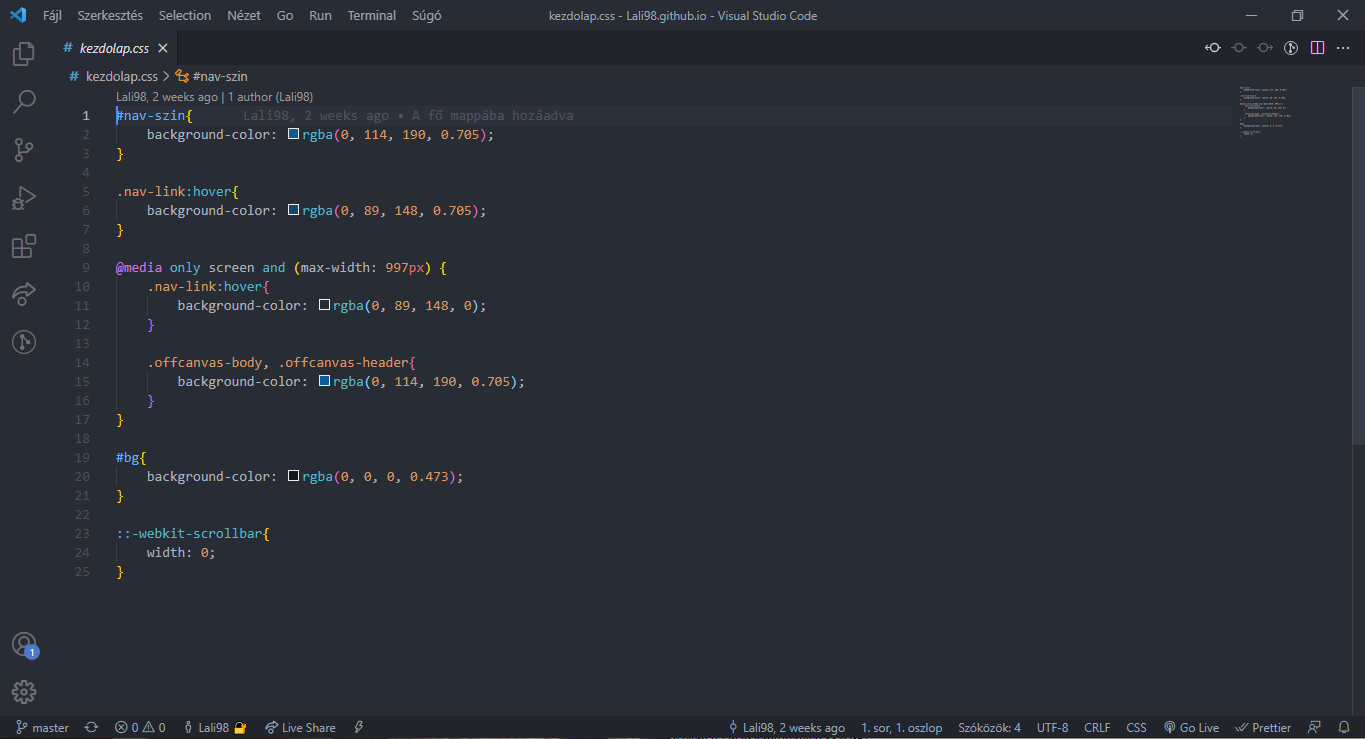 Fájl Szerkesztés Selection Nézet Go Run Terminal Súgó kezdolap.css - Lali98.github.io - Visual Studio Code
# kezdolap.css
# kezdolap.css > #nav-szin
Lali98, 2 weeks ago | 1 author (Lali98)
1 #nav-szin{ Lali98, 2 weeks ago • A fő mappába hozáadva
2 background-color: rgba(0, 114, 190, 0.705);
3 }
4
5 .nav-link:hover{
6 background-color: rgba(0, 89, 148, 0.705);
7 }
8
9 @media only screen and (max-width: 997px) {
10 .nav-link:hover{
11 background-color: rgba(0, 89, 148, 0);
12 }
13
14 .offcanvas-body, .offcanvas-header{
15 background-color: rgba(0, 114, 190, 0.705);
16 }
17 }
18
19 #bg{
20 background-color: rgba(0, 0, 0, 0.473);
21 }
22
23 ::-webkit-scrollbar{
24 width: 0;
25 }
1
master 0 0 Lali98 Live Share Lali98, 2 weeks ago 1. sor, 1. oszlop Szóközök: 4 UTF-8 CRLF CSS Go Live Prettier